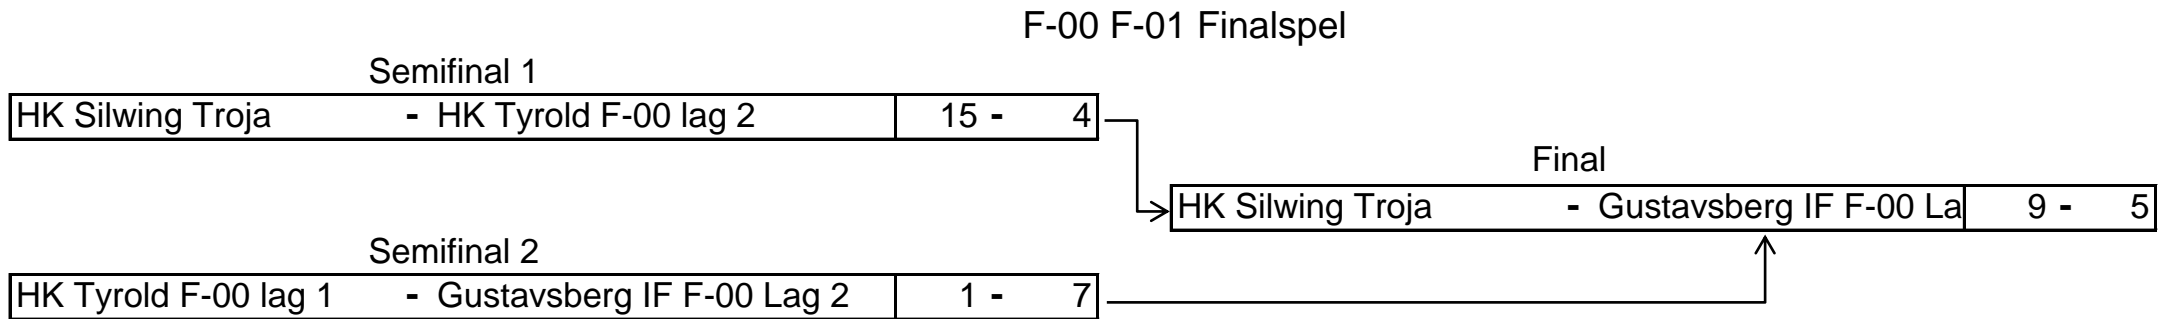 F-00 F-01 Finalspel
Semifinal 1
HK Silwing Troja - HK Tyrold F-00 lag 2 15 - 4
Final
HK Silwing Troja - Gustavsberg IF F-00 La 9 - 5
Semifinal 2
HK Tyrold F-00 lag 1 - Gustavsberg IF F-00 Lag 2 1 - 7